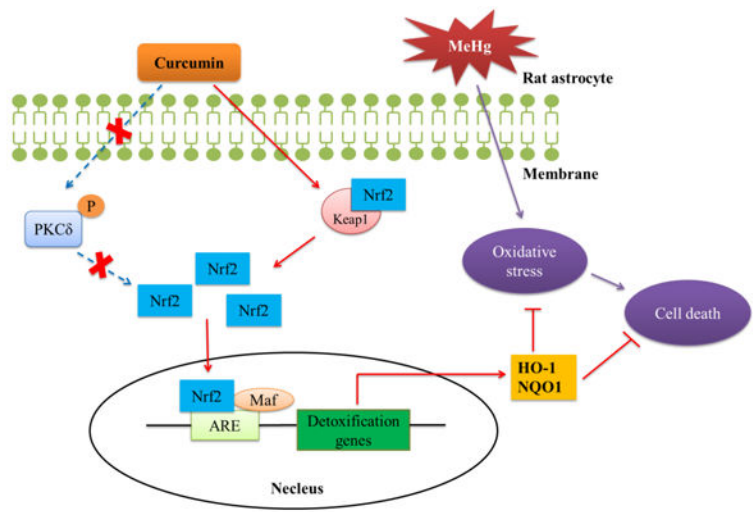 MeHg
Curcumin
Rat astrocyte
Membrane
Nrf2
Keap1
P
PKCδ
Nrf2
Nrf2
Nrf2
Oxidative
stress
Cell death
HO-1
NQO1
Nrf2
Maf
ARE
Detoxification
genes
Necleus